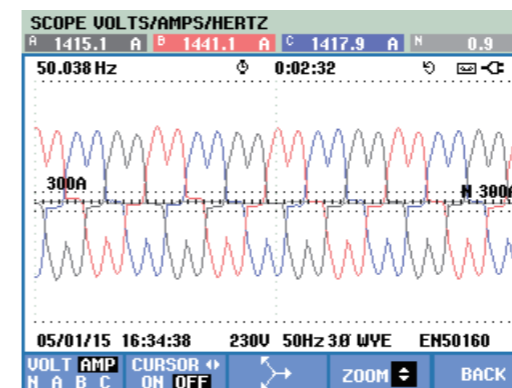 SCOPE VOLTS/AMPS/HERTZ
A 1415.1 A B 1441.1 A C 1417.9 A N 0.9
50.038 Hz 0:02:32
300A N 300A
05/01/15 16:34:38 230V 50Hz 3Ø WYE EN50160
VOLT AMP CURSOR ZOOM BACK
N A B C ON OFF